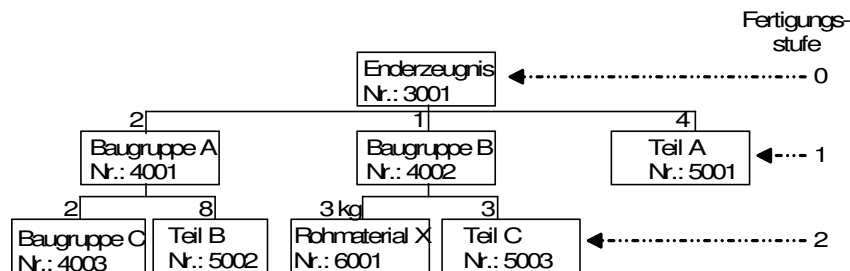 Fertigungs-
stufe
Enderzeugnis
Nr.: 3001
0
2
1
4
Baugruppe A
Nr.: 4001
Baugruppe B
Nr.: 4002
Teil A
Nr.: 5001
1
2
8
3 kg
3
Baugruppe C
Nr.: 4003
Teil B
Nr.: 5002
Rohmaterial X
Nr.: 6001
Teil C
Nr.: 5003
2